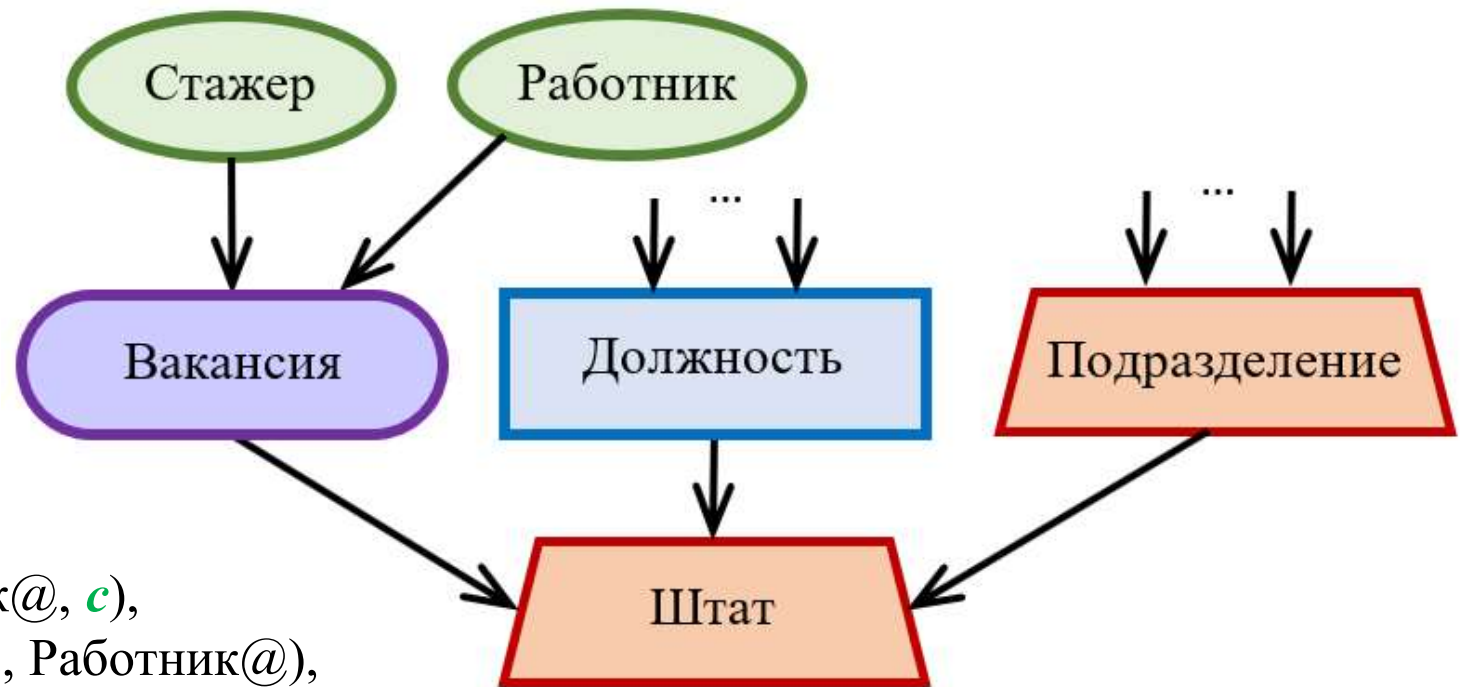 Стажер
Работник
...
...
Вакансия
Должность
Подразделение
Штат
к@, c),
, Работник@),